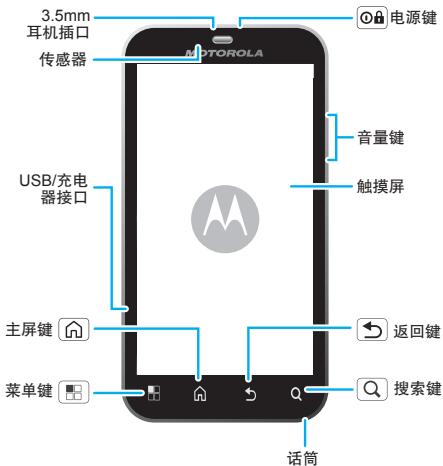 3.5mm
耳机插口
传感器
电源键
MOTOROLA
音量键
触摸屏
USB/充电
器接口
主屏键
返回键
菜单键
搜索键
话筒